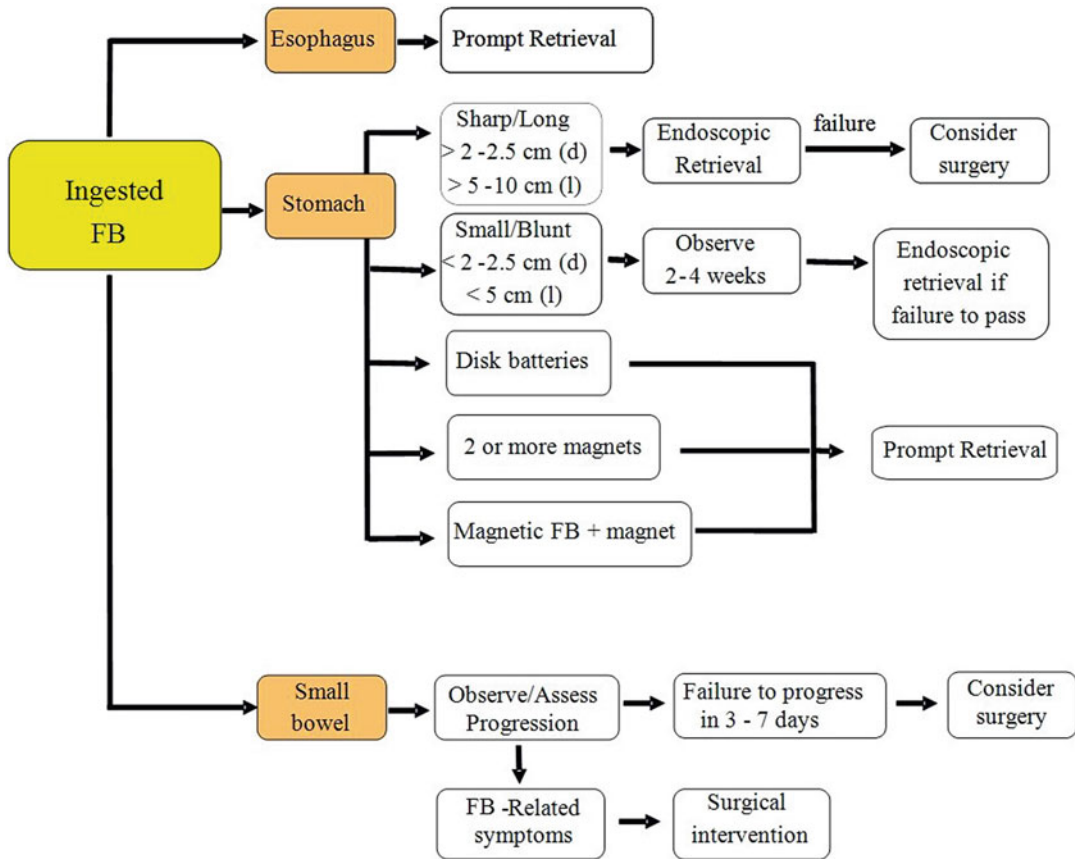 Esophagus
Prompt Retrieval
Ingested
FB
Stomach
Sharp/Long
> 2 -2.5 cm (d)
> 5 -10 cm (l)
Endoscopic
Retrieval
failure
Consider
surgery
Small/Blunt
< 2 -2.5 cm (d)
< 5 cm (l)
Observe
2-4 weeks
Endoscopic
retrieval if
failure to pass
Disk batteries
2 or more magnets
Magnetic FB + magnet
Prompt Retrieval
Small
bowel
Observe/Assess
Progression
Failure to progress
in 3 - 7 days
Consider
surgery
FB -Related
symptoms
Surgical
intervention